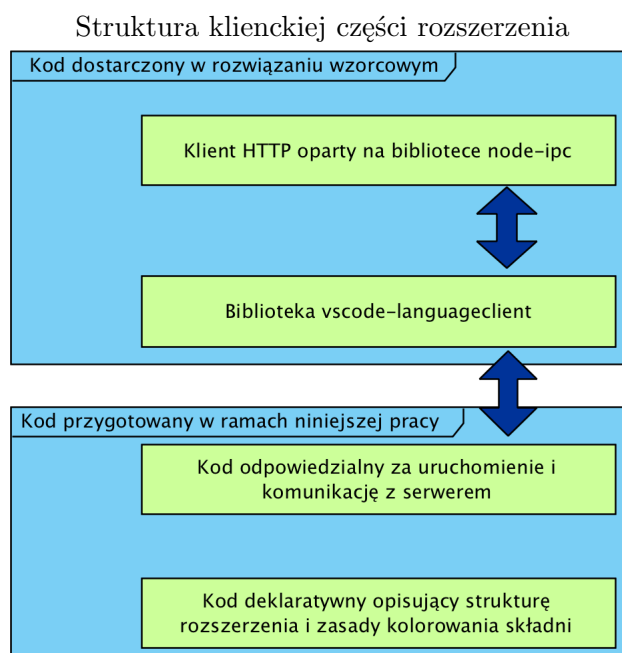 Struktura klienckiej części rozszerzenia
Kod dostarczony w rozwiązaniu wzorcowym
Klient HTTP oparty na bibliotece node-ipc
Biblioteka vscode-languageclient
Kod przygotowany w ramach niniejszej pracy
Kod odpowiedzialny za uruchomienie i
komunikację z serwerem
Kod deklaratywny opisujący strukturę
rozszerzenia i zasady kolorowania składni